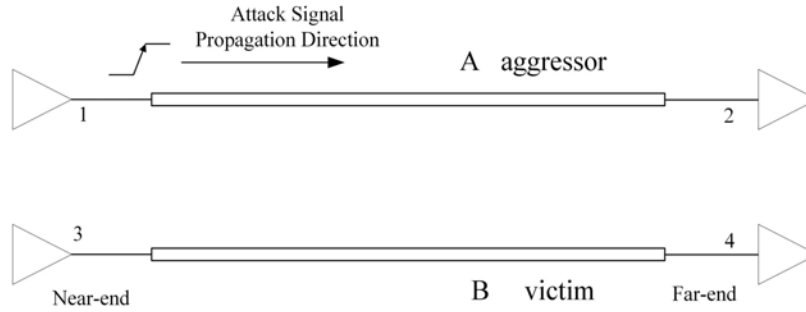 Attack Signal
Propagation Direction
A aggressor
1
2
3
4
B victim
Near-end
Far-end